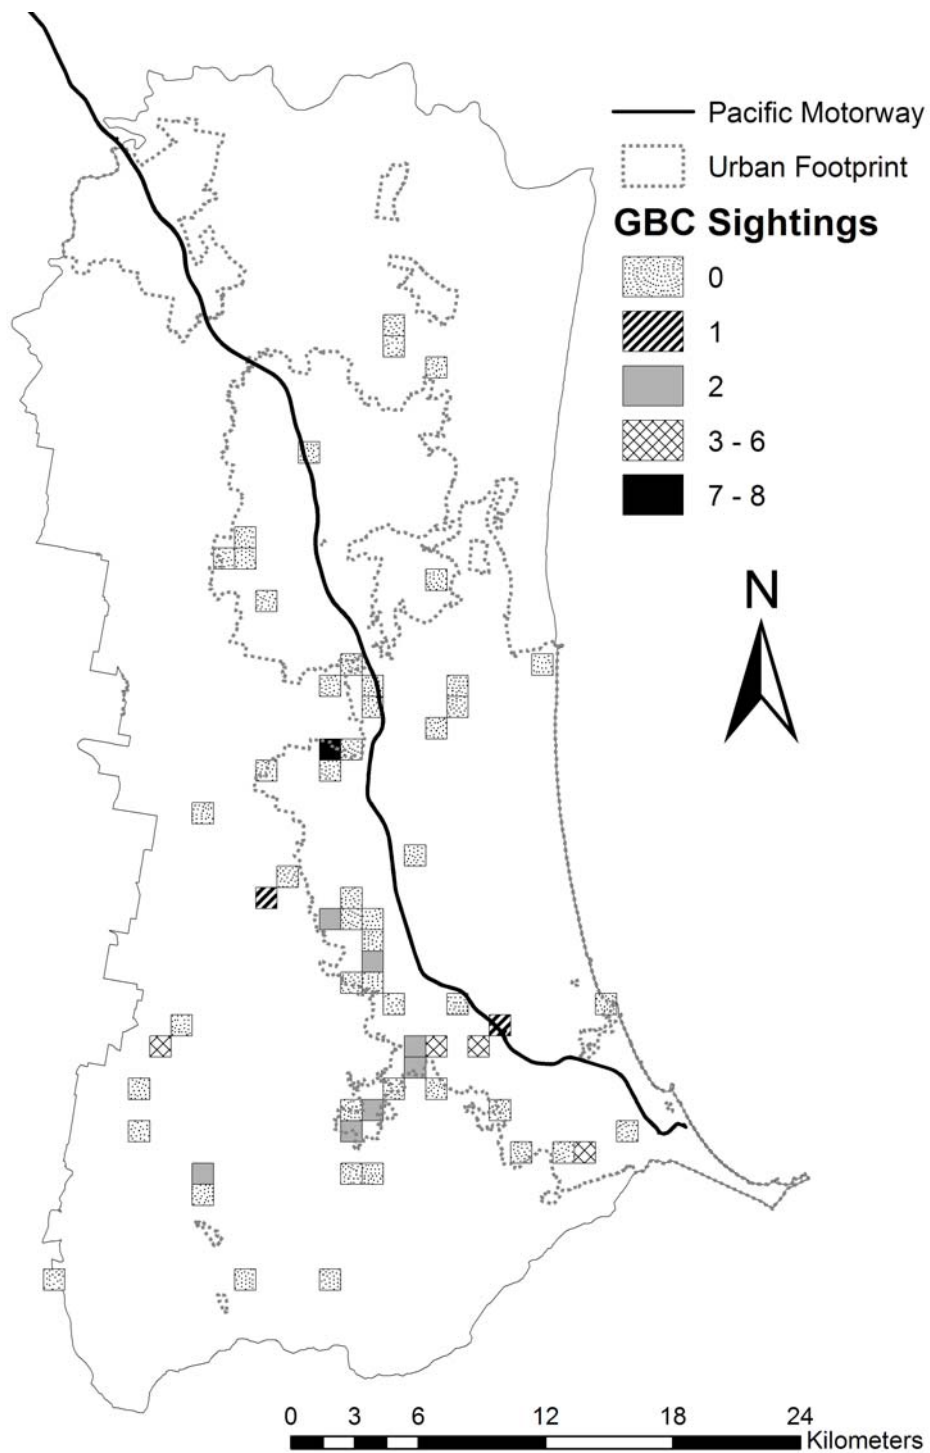 Pacific Motorway
Urban Footprint
GBC Sightings
0
1
2
3 - 6
7 - 8
N
0 3 6 12 18 24
Kilometers